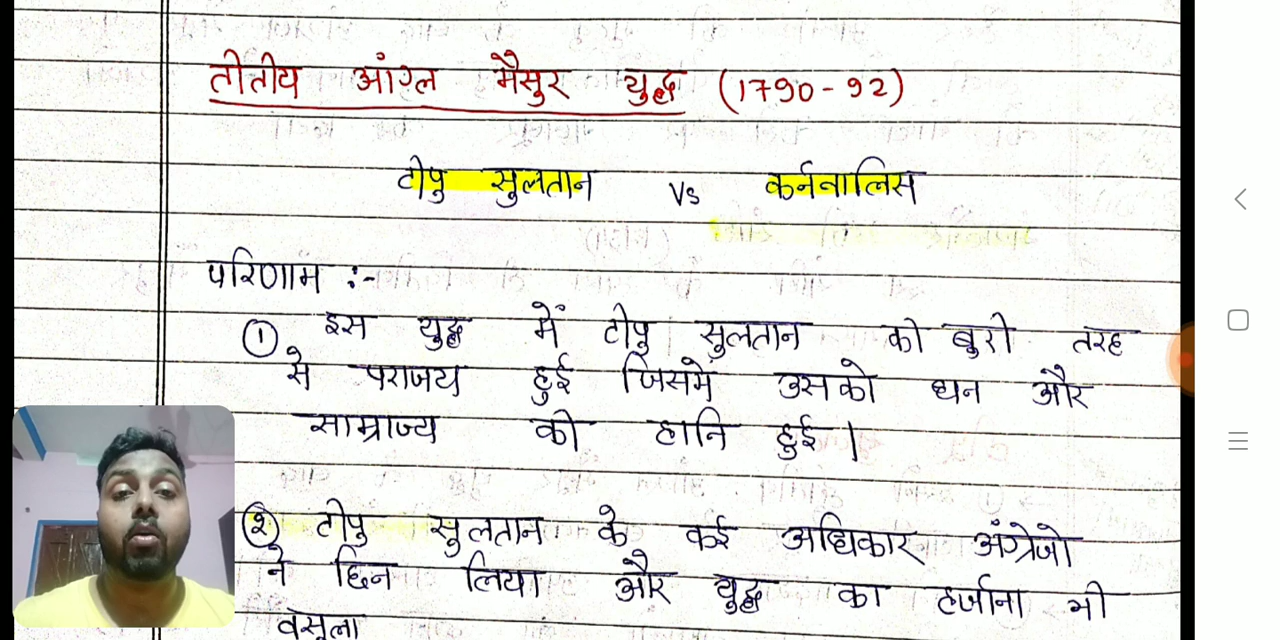 तीतीय आंग्ल मैसुर युद्ध (1790-92)
टीपु सुलतान Vs कर्नवालिस
परिणाम :-
① इस युद्ध में टीपु सुलतान की बुरी तरह
से पराजय हुई जिसमें उसको धन और
साम्राज्य की हानि हुई।
② टीपु सुलतान के कई अधिकार अंग्रेजो
ने छिन लिया और युद्ध का हर्जाना भी
वसुला